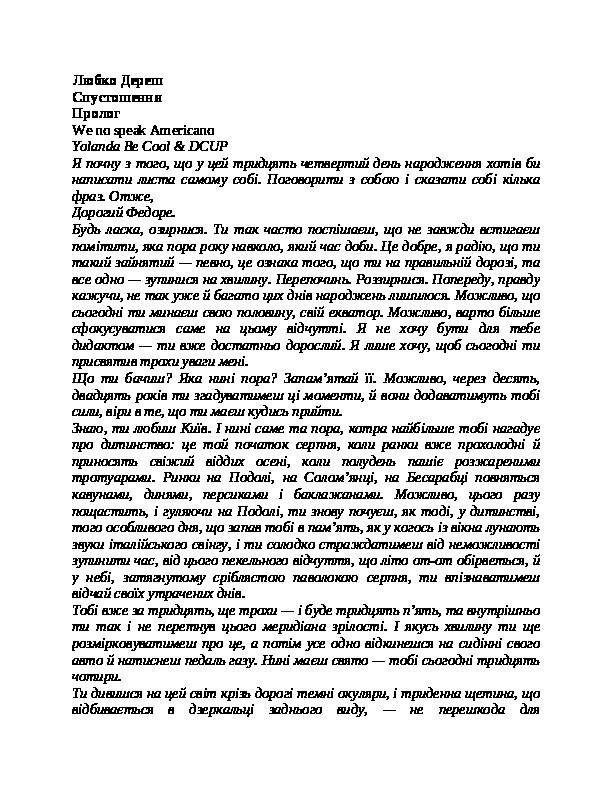 Любко Дереш
Спустошення
Пролог
We no speak Americano
Yolanda Be Cool & DCUP
Я почну з того, що у цей тридцять четвертий день народження хотів би
написати листа самому собі. Поговорити з собою і сказати собі кілька
фраз. Отже,
Дорогий Федоре.
Будь ласка, озирнися. Ти так часто поспішаєш, що не завжди встигаєш
помітити, яка пора року навколо, який час доби. Це добре, я радію, що ти
такий зайнятий — певно, це ознака того, що ти на правильній дорозі, та
все одно — зупинися на хвилину. Перепочинь. Роззирнися. Попереду, правду
кажучи, не так уже й багато цих днів народжень лишилося. Можливо, що
сьогодні ти минаєш свою половину, свій екватор. Можливо, варто більше
сфокусуватися саме на цьому відчутті. Я не хочу бути для тебе
дидактом — ти вже достатньо дорослий. Я лише хочу, щоб сьогодні ти
присвятив трохи уваги мені.
Що ти бачиш? Яка нині пора? Запам’ятай її. Можливо, через десять,
двадцять років ти згадуватимеш ці моменти, й вони додаватимуть тобі
сили, віри в те, що ти маєш кудись прийти.
Знаю, ти любиш Київ. І нині саме та пора, котра найбільше тобі нагадує
про дитинство: це той початок серпня, коли ранки вже прохолодні й
приносять свіжий віддих осені, коли полудень пашіє розжареними
тротуарами. Ринки на Подолі, на Солом’янці, на Бесарабці повняться
кавунами, динями, персиками і баклажанами. Можливо, цього разу
пощастить, і гуляючи на Подолі, ти знову почуєш, як тоді, у дитинстві,
того особливого дня, що запав тобі в пам’ять, як у когось із вікна лунають
звуки італійського свінгу, і ти солодко страждатимеш від неможливості
зупинити час, від цього пекельного відчуття, що літо от-от обірветься, й
у небі, затягнутому сріблястою паволокою серпня, ти впізнаватимеш
відчай своїх утрачених днів.
Тобі вже за тридцять, ще трохи — і буде тридцять п’ять, та внутрішньо
ти так і не перетнув цього меридіана зрілості. І якусь хвилину ти ще
розмірковуватимеш про це, а потім усе одно відкинешся на сидінні свого
авто й натиснеш педаль газу. Нині маєш свято — тобі сьогодні тридцять
чотири.
Ти дивишся на цей світ крізь дорогі темні окуляри, і триденна щетина, що
відбивається в дзеркальці заднього виду, — не перешкода для